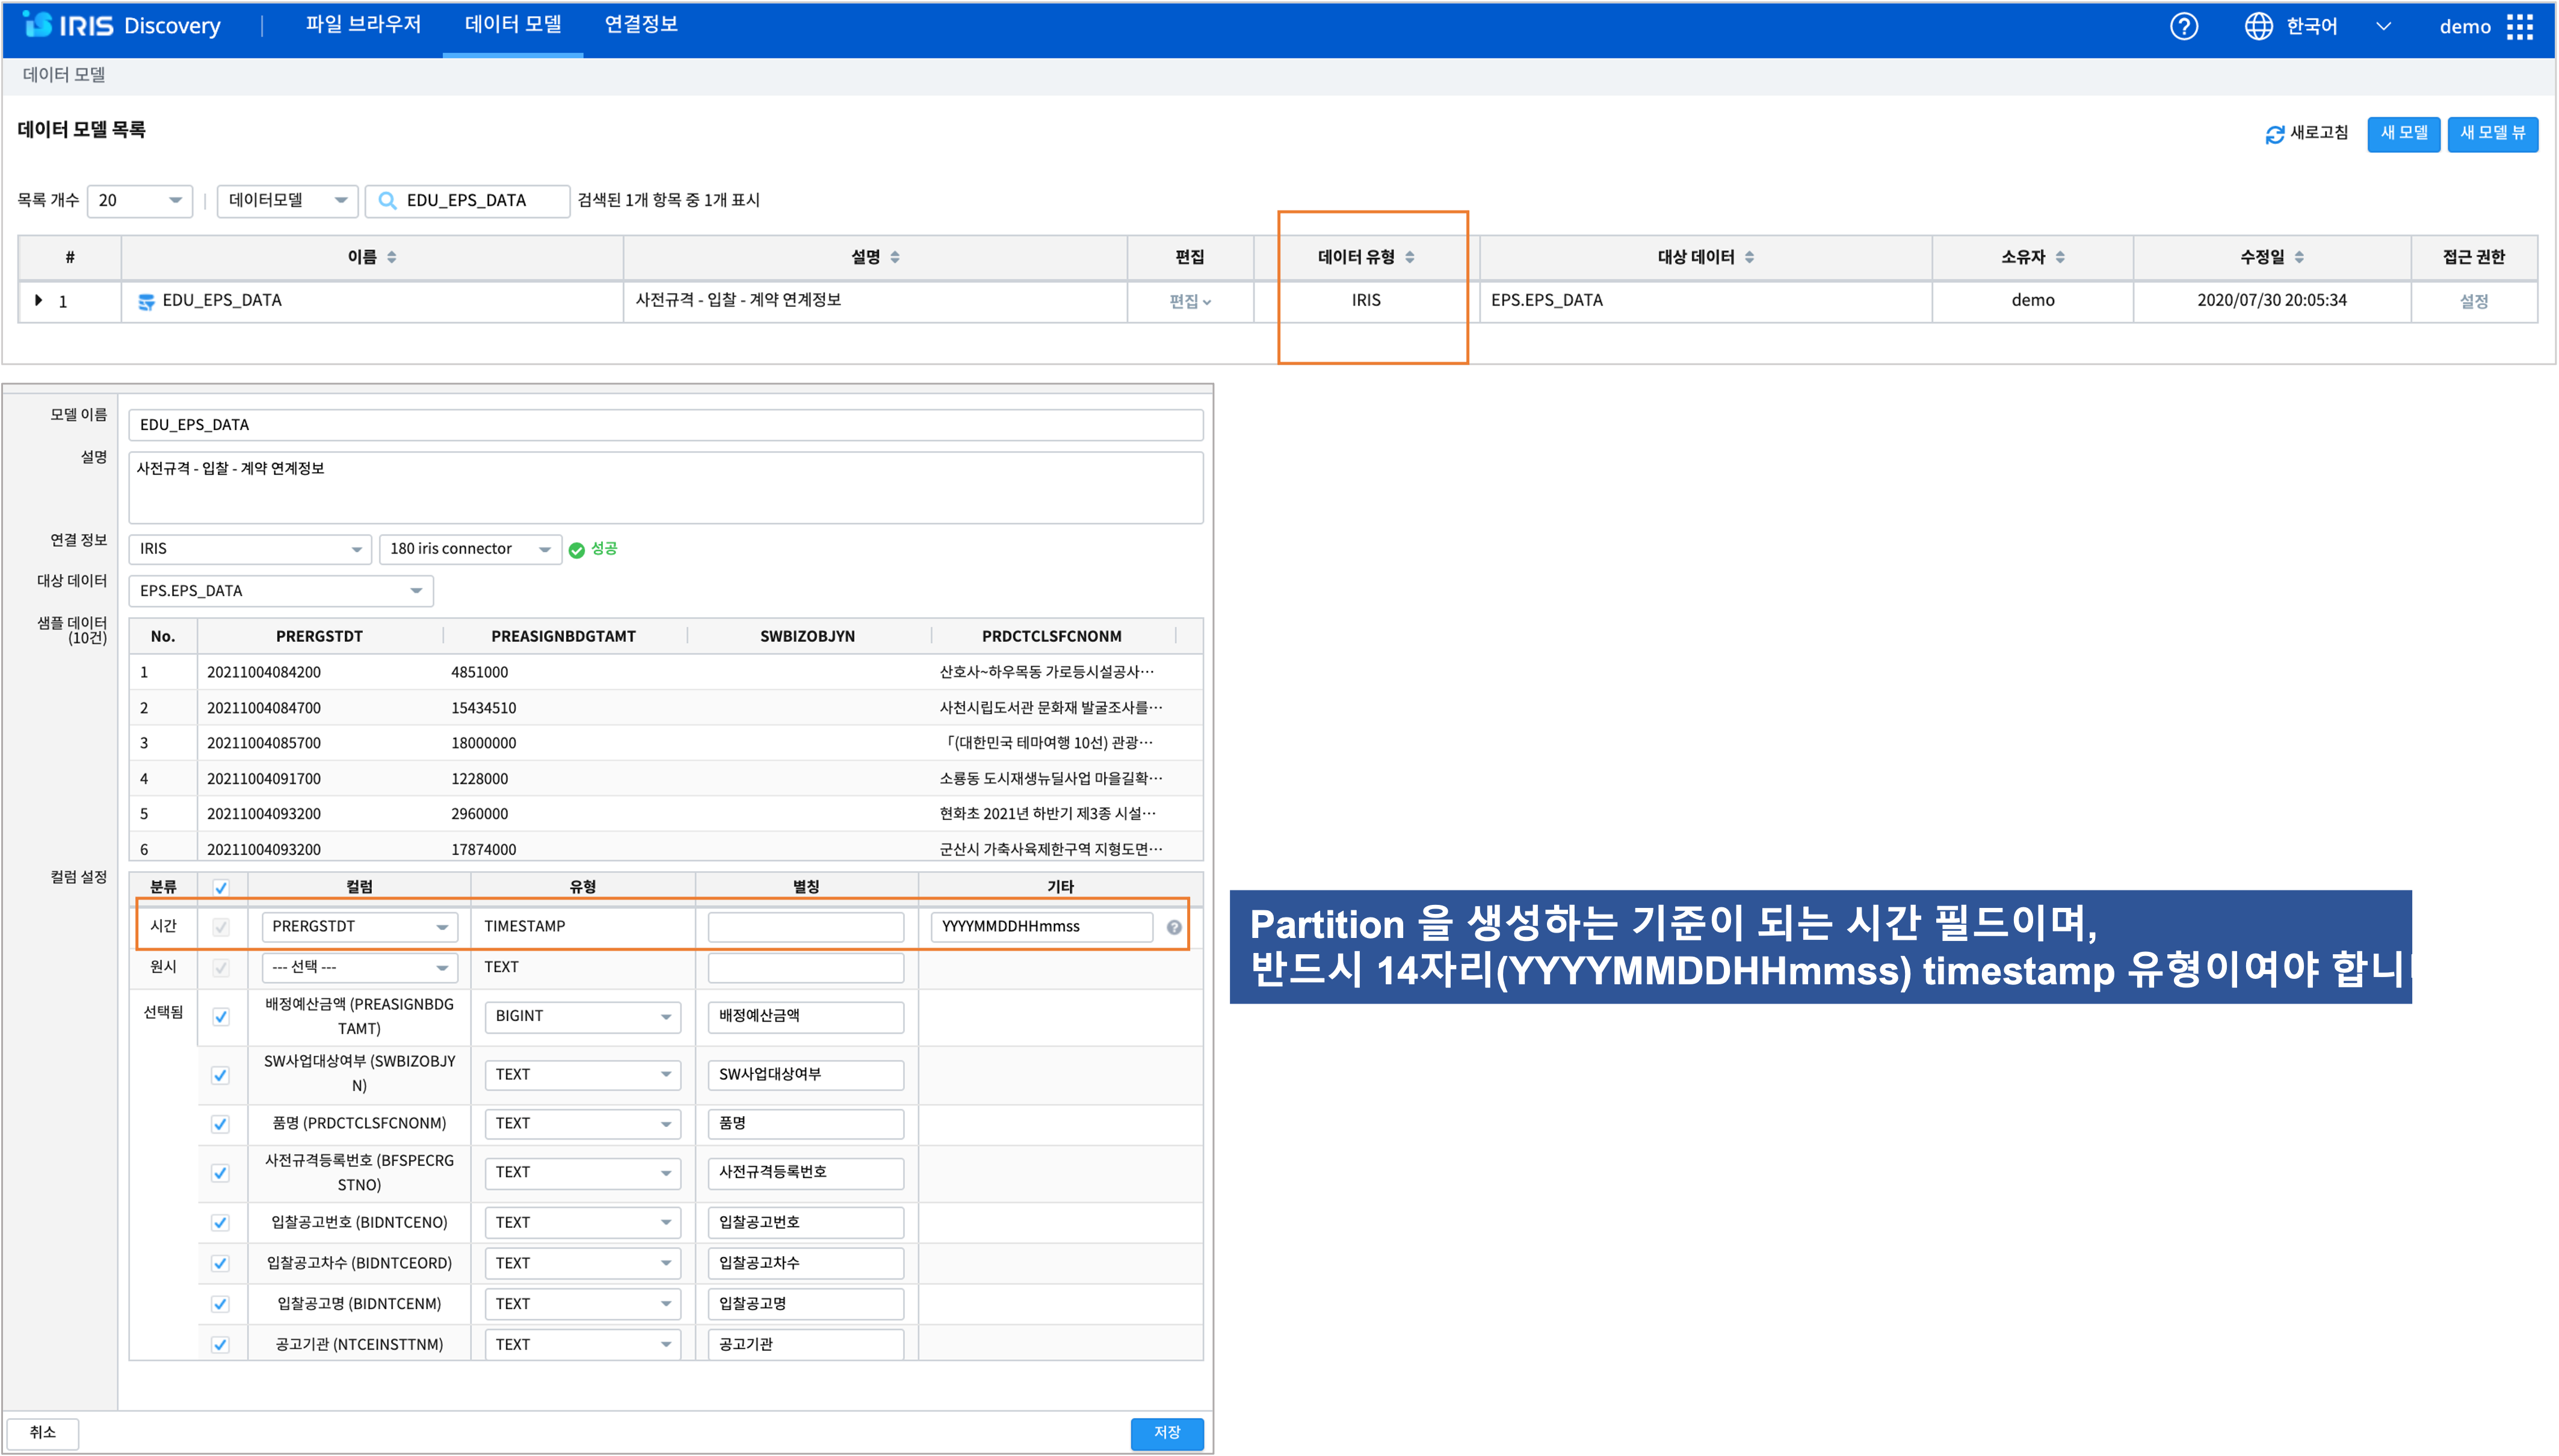 IRIS Discovery | 파일 브라우저 데이터 모델 연결정보 한국어 demo
데이터 모델
데이터 모델 목록
새로고침 새 모델 새 모델 뷰
목록 개수 20 | 데이터모델 EDU_EPS_DATA 검색된 1개 항목 중 1개 표시
# 이름 설명 편집 데이터 유형 대상 데이터 소유자 수정일 접근 권한
1 EDU_EPS_DATA 사전규격 - 입찰 - 계약 연계정보 편집 IRIS EPS.EPS_DATA demo 2020/07/30 20:05:34 설정
모델 이름 EDU_EPS_DATA
설명 사전규격 - 입찰 - 계약 연계정보
연결 정보 IRIS 180 iris connector 성공
대상 데이터 EPS.EPS_DATA
샘플 데이터
(10건)
No. PRERGSTDT PREASIGNBDGTAMT SWBIZOBJYN PRDCTCLSFCNONM
1 20211004084200 4851000 산호사~하우목동 가로등시설공사…
2 20211004084700 15434510 사천시립도서관 문화재 발굴조사를…
3 20211004085700 18000000 「(대한민국 테마여행 10선) 관광…
4 20211004091700 1228000 소룡동 도시재생뉴딜사업 마을길확…
5 20211004093200 2960000 현화초 2021년 하반기 제3종 시설…
6 20211004093200 17874000 군산시 가축사육제한구역 지형도면…
컬럼 설정
분류 컬럼 유형 별칭 기타
시간 PRERGSTDT TIMESTAMP YYYYMMDDHHmmss
원시 --- 선택 --- TEXT
선택됨 배정예산금액 (PREASIGNBDG
TAMT) BIGINT 배정예산금액
SW사업대상여부 (SWBIZOBJY
N) TEXT SW사업대상여부
품명 (PRDCTCLSFCNONM) TEXT 품명
사전규격등록번호 (BFSPECRG
STNO) TEXT 사전규격등록번호
입찰공고번호 (BIDNTCENO) TEXT 입찰공고번호
입찰공고차수 (BIDNTCEORD) TEXT 입찰공고차수
입찰공고명 (BIDNTCENM) TEXT 입찰공고명
공고기관 (NTCEINSTTNM) TEXT 공고기관
취소 저장
Partition 을 생성하는 기준이 되는 시간 필드이며,
반드시 14자리(YYYYMMDDHHmmss) timestamp 유형이여야 합니